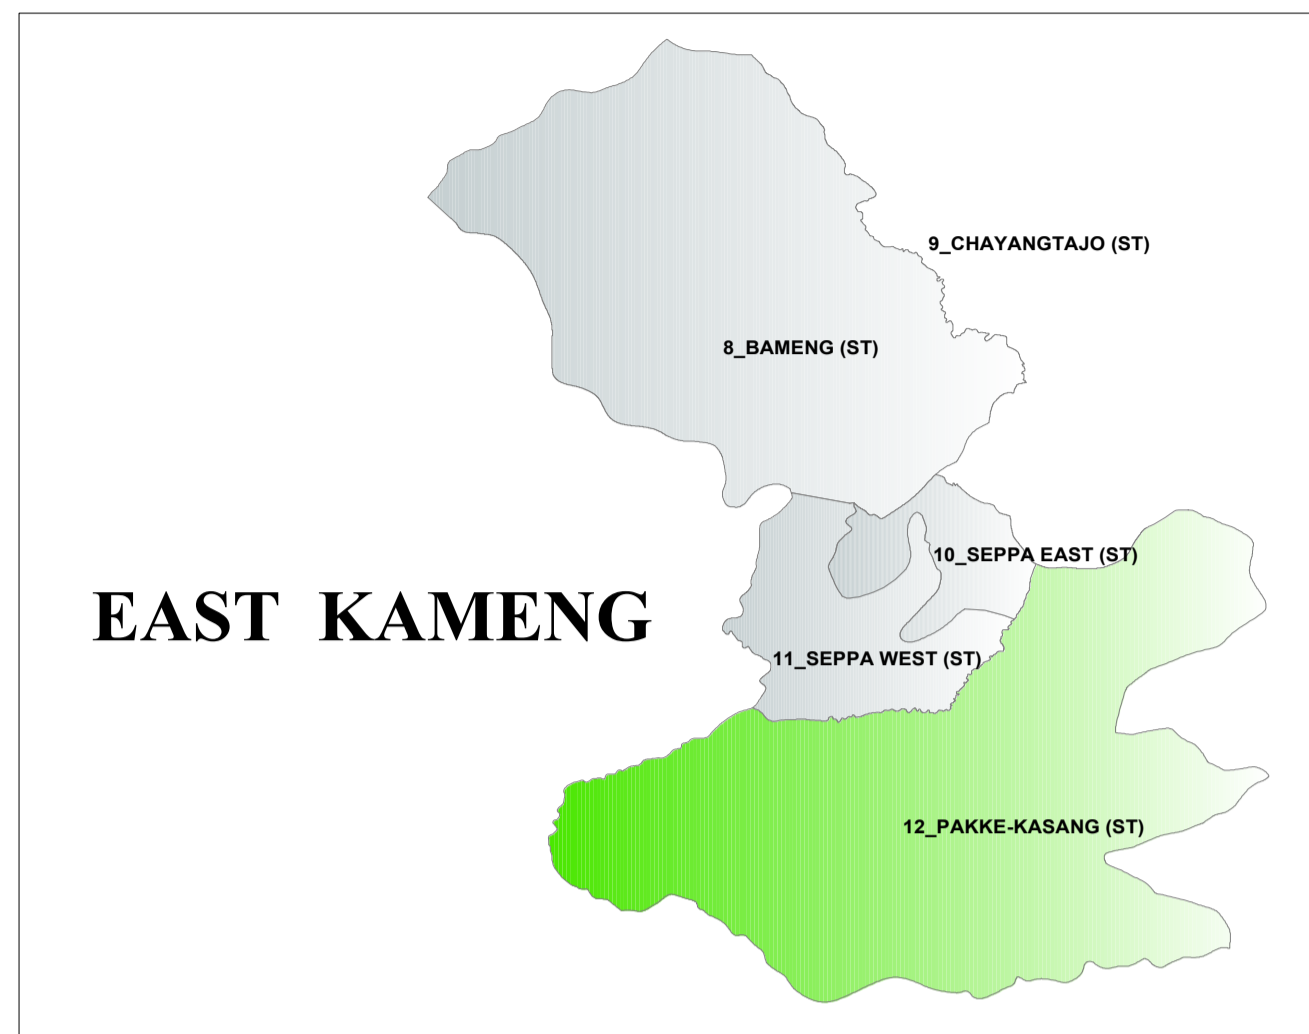 9_CHAYANGTAJO (ST)
8_BAMENG (ST)
10_SEPPA EAST (ST)
EAST KAMENG
11_SEPPA WEST (ST)
12_PAKKE-KASANG (ST)